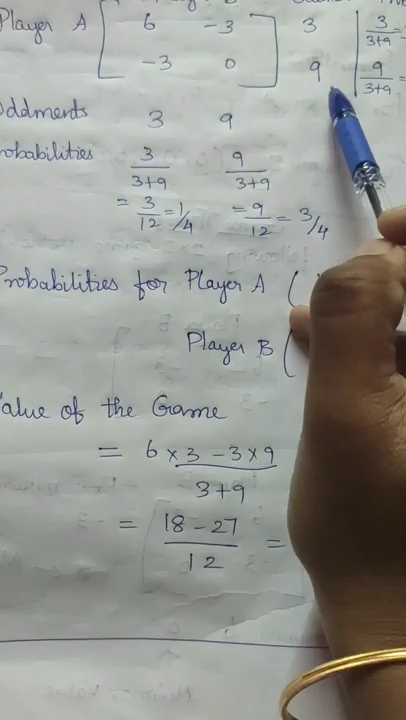 Player A [ 6 -3 ] 3 | 3/3+9 =
[ -3 0 ] 9 | 9/3+9 =
oddments 3 9
robabilities 3/3+9 9/3+9
= 3/12 = 1/4 = 9/12 = 3/4
Probabilities for Player A (
Player B (
alue of the Game
= 6 × 3 - 3 × 9 / 3+9
= 18 - 27 / 12 =